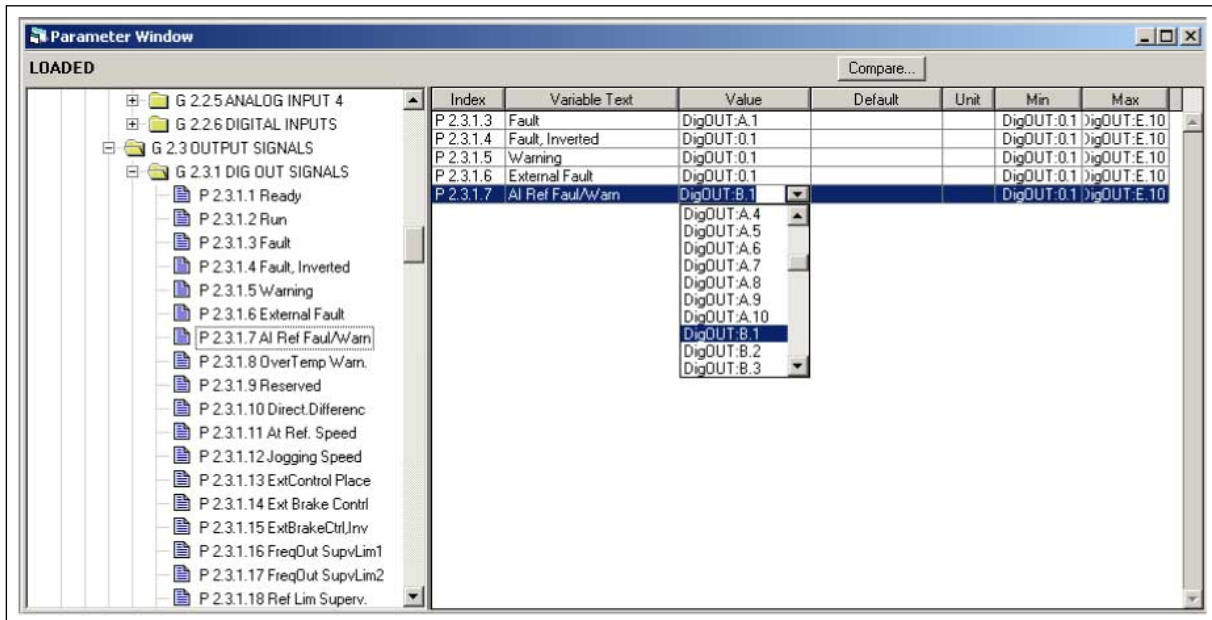 Parameter Window
LOADED
Compare...
G 2.2.5 ANALOG INPUT 4
G 2.2.6 DIGITAL INPUTS
G 2.3 OUTPUT SIGNALS
G 2.3.1 DIG OUT SIGNALS
P 2.3.1.1 Ready
P 2.3.1.2 Run
P 2.3.1.3 Fault
P 2.3.1.4 Fault, Inverted
P 2.3.1.5 Warning
P 2.3.1.6 External Fault
P 2.3.1.7 AI Ref Faul/Warn
P 2.3.1.8 OverTemp Warn.
P 2.3.1.9 Reserved
P 2.3.1.10 Direct.Differenc
P 2.3.1.11 At Ref. Speed
P 2.3.1.12 Jogging Speed
P 2.3.1.13 ExtControl Place
P 2.3.1.14 Ext Brake Contrl
P 2.3.1.15 ExtBrakeCtrl,Inv
P 2.3.1.16 FreqOut SupvLim1
P 2.3.1.17 FreqOut SupvLim2
P 2.3.1.18 Ref Lim Superv.
Index Variable Text Value Default Unit Min Max
P 2.3.1.3 Fault DigOUT:A.1 DigOUT:0.1 DigOUT:E.10
P 2.3.1.4 Fault, Inverted DigOUT:0.1 DigOUT:0.1 DigOUT:E.10
P 2.3.1.5 Warning DigOUT:0.1 DigOUT:0.1 DigOUT:E.10
P 2.3.1.6 External Fault DigOUT:0.1 DigOUT:0.1 DigOUT:E.10
P 2.3.1.7 AI Ref Faul/Warn DigOUT:B.1 DigOUT:0.1 DigOUT:E.10
DigOUT:A.4
DigOUT:A.5
DigOUT:A.6
DigOUT:A.7
DigOUT:A.8
DigOUT:A.9
DigOUT:A.10
DigOUT:B.1
DigOUT:B.2
DigOUT:B.3